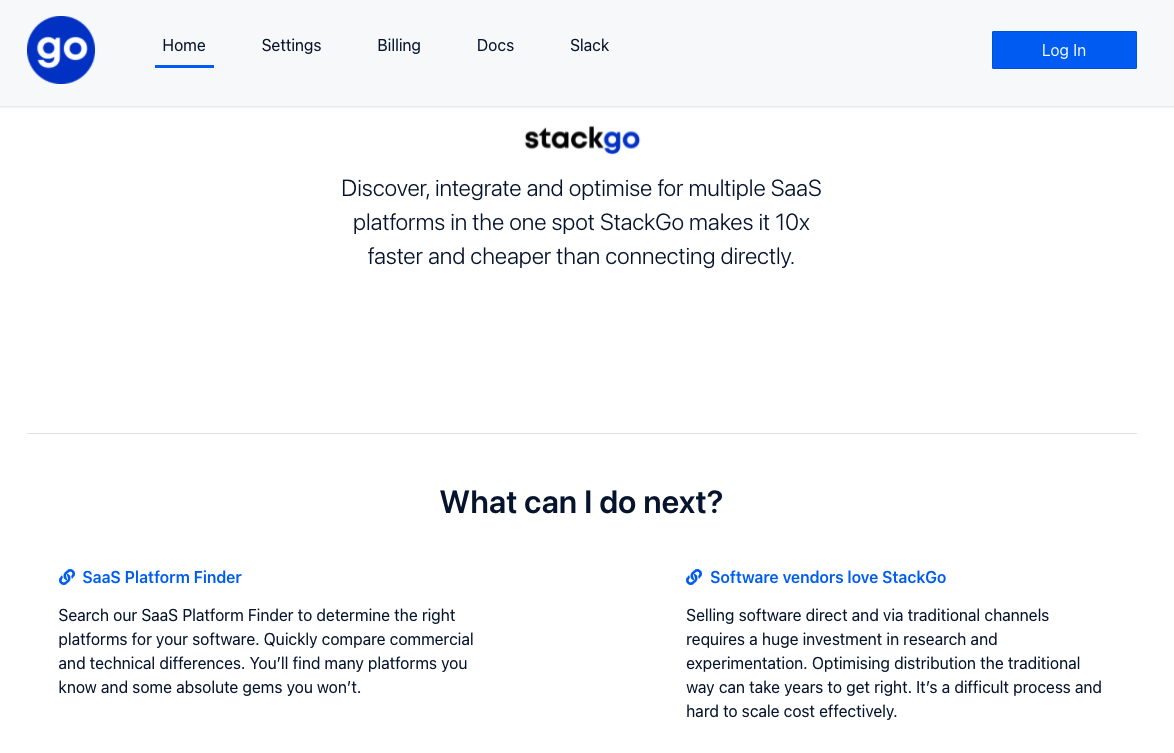 go
Home
Settings
Billing
Docs
Slack
Log In
stackgo
Discover, integrate and optimise for multiple SaaS
platforms in the one spot StackGo makes it 10x
faster and cheaper than connecting directly.
What can I do next?
SaaS Platform Finder
Search our SaaS Platform Finder to determine the right
platforms for your software. Quickly compare commercial
and technical differences. You’ll find many platforms you
know and some absolute gems you won’t.
Software vendors love StackGo
Selling software direct and via traditional channels
requires a huge investment in research and
experimentation. Optimising distribution the traditional
way can take years to get right. It’s a difficult process and
hard to scale cost effectively.